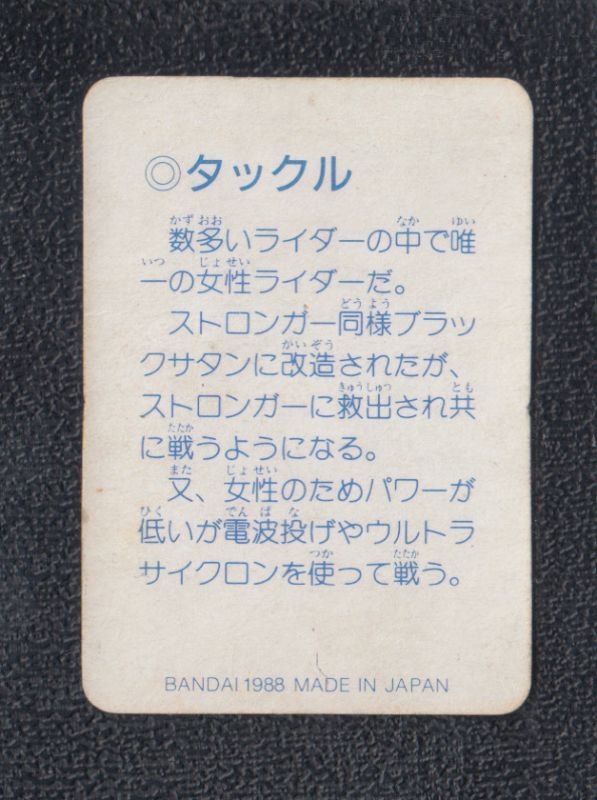 ◎タックル
数多いライダーの中で唯
一の女性ライダーだ。
ストロンガー同様ブラッ
クサタンに改造されたが、
ストロンガーに救出され共
に戦うようになる。
又、女性のためパワーが
低いが電波投げやウルトラ
サイクロンを使って戦う。
BANDAI 1988 MADE IN JAPAN